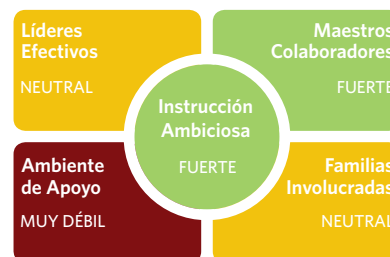 Líderes
Efectivos
NEUTRAL
Maestros
Colaboradores
FUERTE
Instrucción
Ambiciosa
FUERTE
Ambiente
de Apoyo
MUY DÉBIL
Familias
Involucradas
NEUTRAL